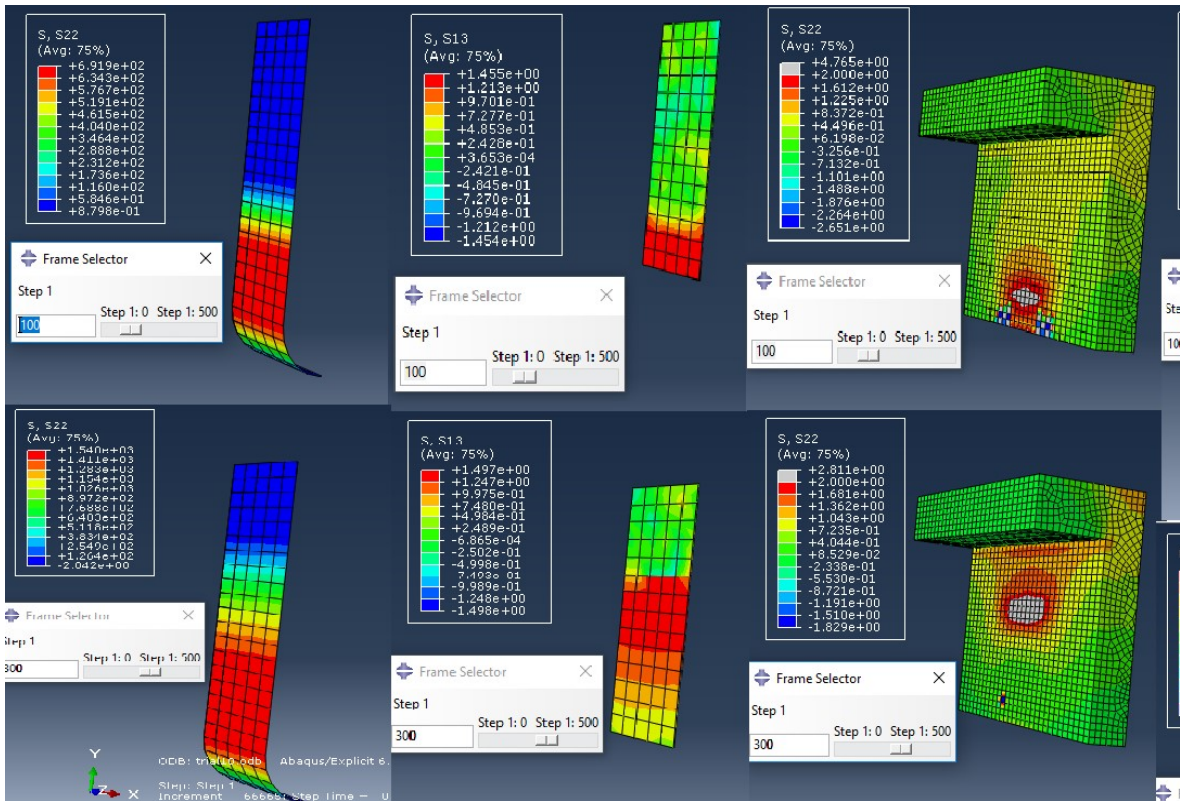 S, S22
(Avg: 75%)
+6.919e+02
+6.343e+02
+5.767e+02
+5.191e+02
+4.615e+02
+4.040e+02
+3.464e+02
+2.888e+02
+2.312e+02
+1.736e+02
+1.160e+02
+5.846e+01
+8.798e-01
Frame Selector
Step 1
Step 1: 0 Step 1: 500
100
S, S13
(Avg: 75%)
+1.455e+00
+1.213e+00
+9.701e-01
+7.277e-01
+4.853e-01
+2.428e-01
+3.653e-04
-2.421e-01
-4.845e-01
-7.270e-01
-9.694e-01
-1.212e+00
-1.454e+00
Frame Selector
Step 1
Step 1: 0 Step 1: 500
100
S, S22
(Avg: 75%)
+4.765e+00
+2.000e+00
+1.612e+00
+1.225e+00
+8.372e-01
+4.496e-01
+6.198e-02
-3.256e-01
-7.132e-01
-1.101e+00
-1.488e+00
-1.876e+00
-2.264e+00
-2.651e+00
Frame Selector
Step 1
Step 1: 0 Step 1: 500
100
S, S22
(Avg: 75%)
+1.540e+03
+1.411e+03
+1.283e+03
+1.154e+03
+1.026e+03
+8.972e+02
+7.688e+02
+6.403e+02
+5.118e+02
+3.834e+02
+2.549e+02
+1.264e+02
-2.042e+00
Frame Selector
Step 1
Step 1: 0 Step 1: 500
300
Y
Z X
ODB: trial10.odb Abaqus/Explicit 6.
Step: Step 1
Increment 66665: Step Time =
S, S13
(Avg: 75%)
+1.497e+00
+1.247e+00
+9.975e-01
+7.480e-01
+4.984e-01
+2.489e-01
-6.865e-04
-2.502e-01
-4.998e-01
-7.493e-01
-9.989e-01
-1.248e+00
-1.498e+00
Frame Selector
Step 1
Step 1: 0 Step 1: 500
300
S, S22
(Avg: 75%)
+2.811e+00
+2.000e+00
+1.681e+00
+1.362e+00
+1.043e+00
+7.235e-01
+4.044e-01
+8.529e-02
-2.338e-01
-5.530e-01
-8.721e-01
-1.191e+00
-1.510e+00
-1.829e+00
Frame Selector
Step 1
Step 1: 0 Step 1: 500
300